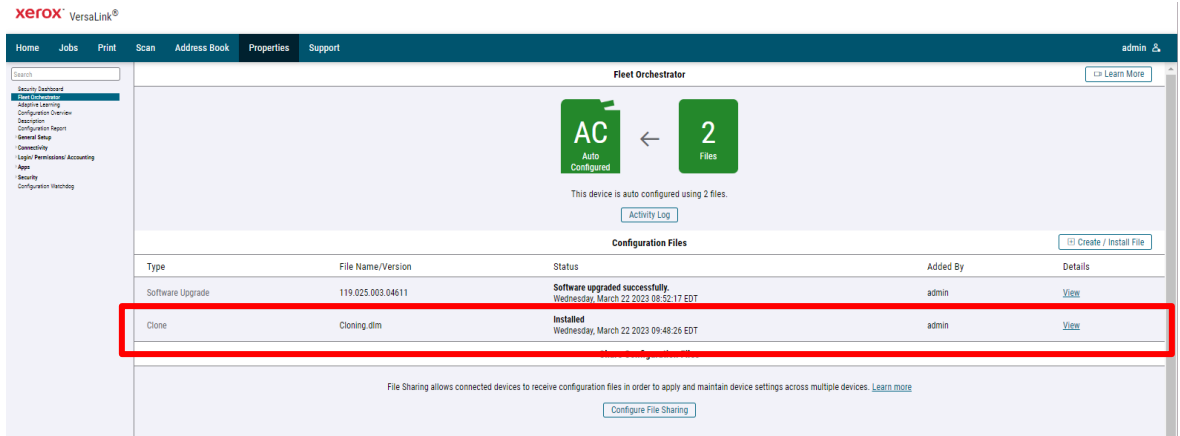 xerox™ VersaLink®
Home Jobs Print Scan Address Book Properties Support admin
Search
Security Dashboard
Fleet Orchestrator
Adaptive Learning
Configuration Overview
Description
Configuration Report
General Setup
Connectivity
Login/ Permissions/ Accounting
Apps
Security
Configuration Watchdog
Fleet Orchestrator
Learn More
AC
Auto
Configured
2
Files
This device is auto configured using 2 files.
Activity Log
Configuration Files
Create / Install File
Type File Name/Version Status Added By Details
Software Upgrade 119.025.003.04611 Software upgraded successfully. admin View
Wednesday, March 22 2023 08:52:17 EDT
Clone Cloning.dlm Installed admin View
Wednesday, March 22 2023 09:48:26 EDT
File Sharing allows connected devices to receive configuration files in order to apply and maintain device settings across multiple devices. Learn more
Configure File Sharing